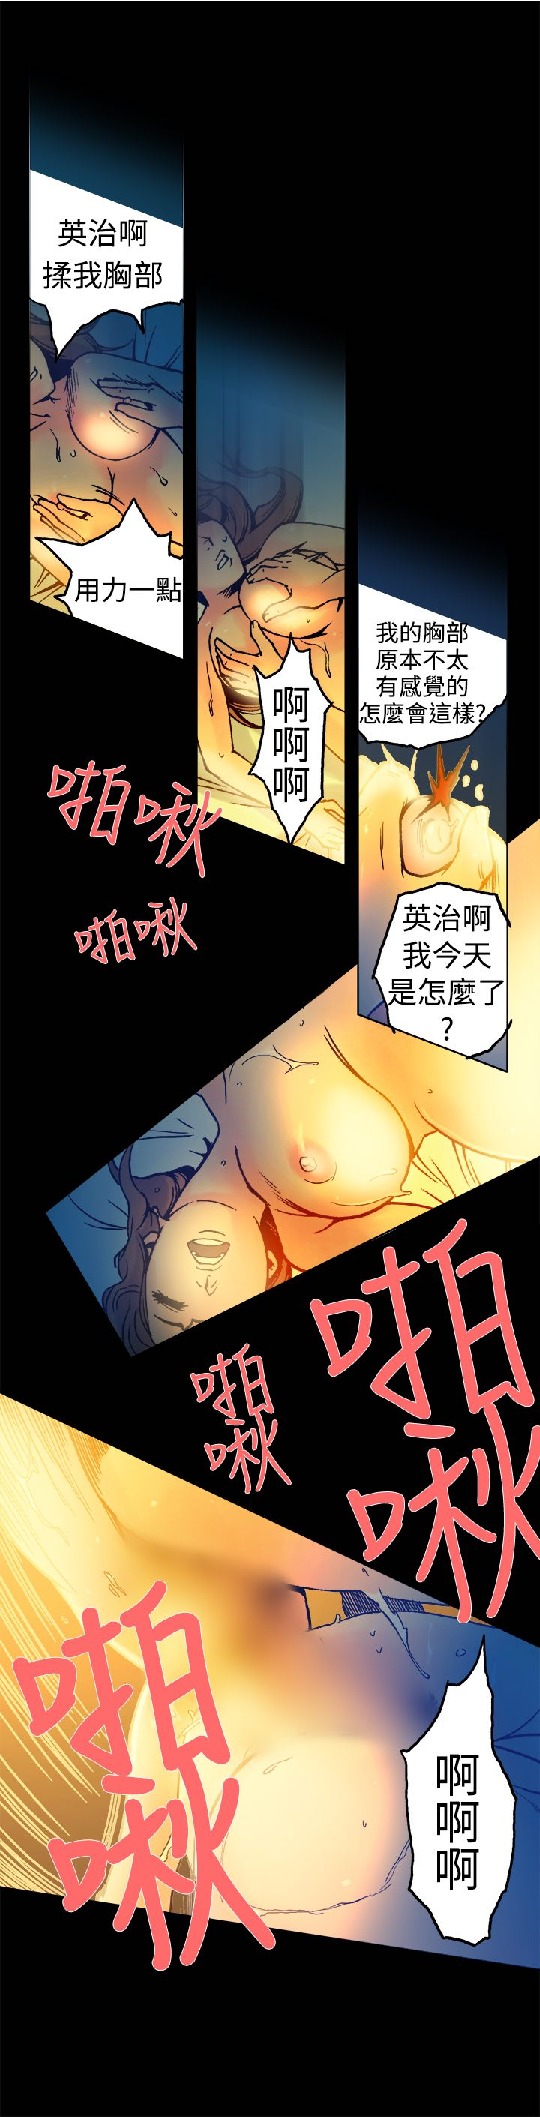 英治啊
揉我胸部
用力一點
啊啊啊
我的胸部
原本不太
有感覺的
怎麼會這樣?
啪啾
啪啾
英治啊
我今天
是怎麼了
?
啪啾
啪啾
啪啾
啊啊啊